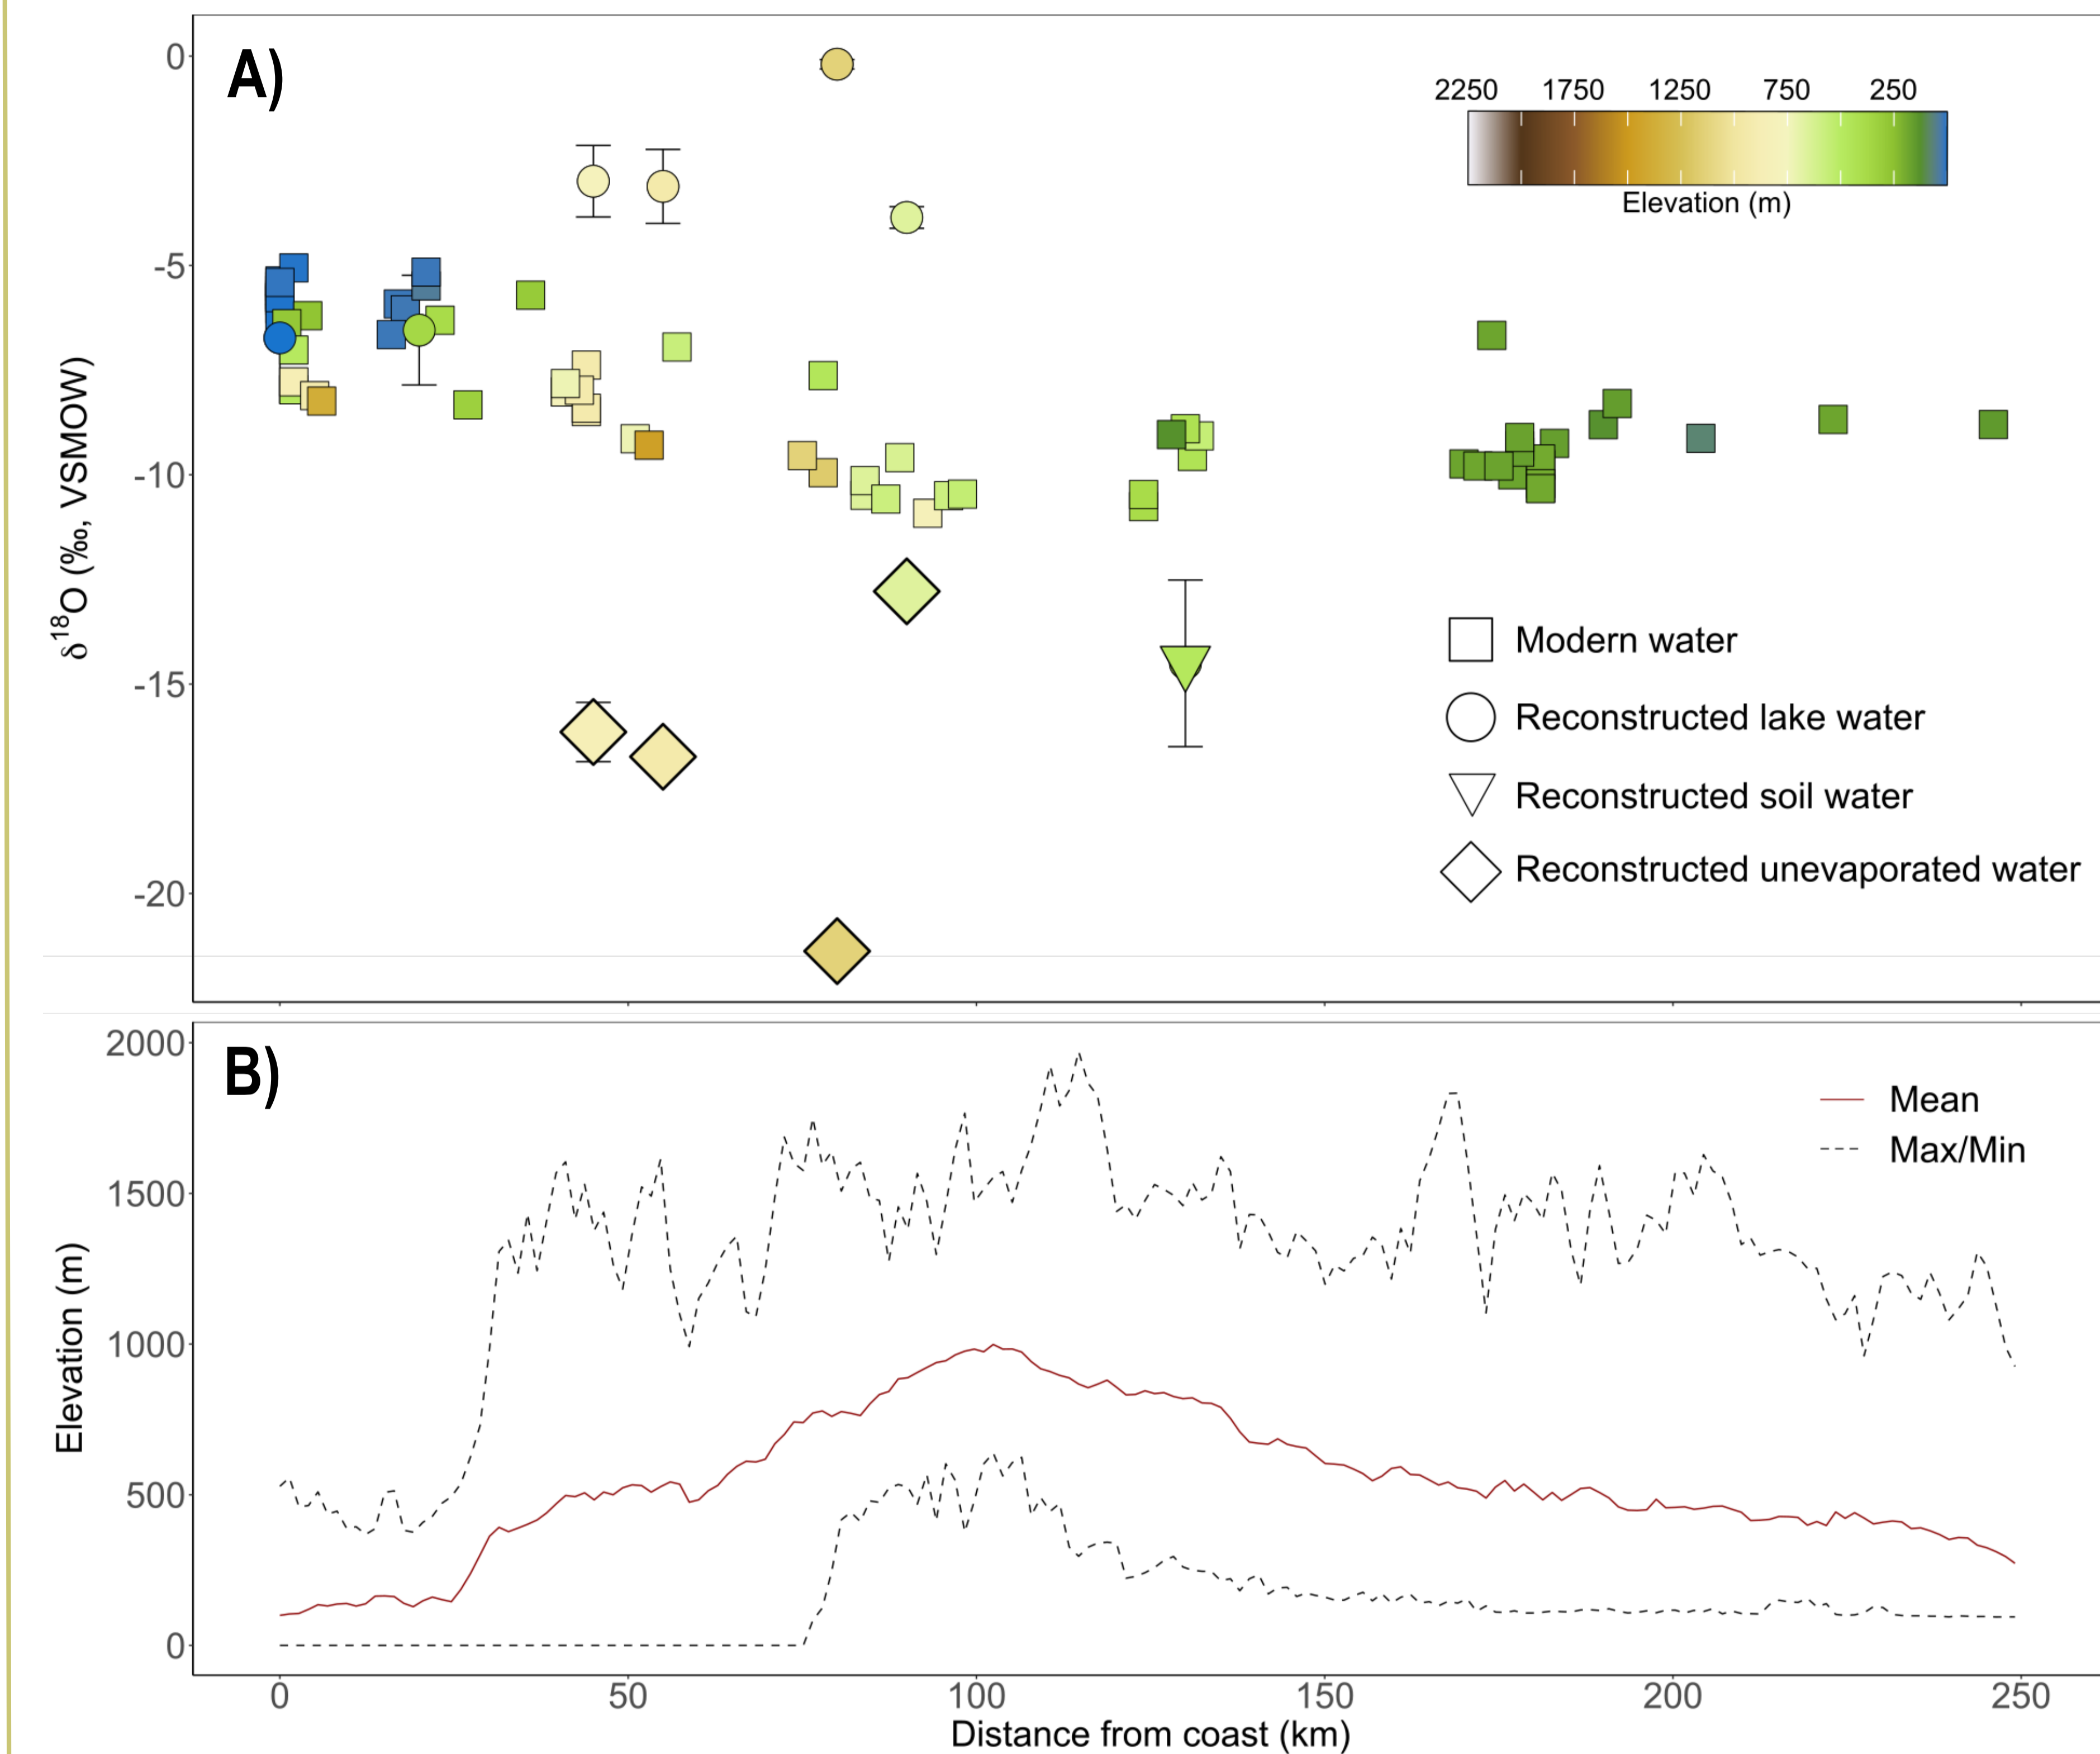 A)
0
-5
-10
-15
-20
δ18O (‰, VSMOW)
2250 1750 1250 750 250
Elevation (m)
Modern water
Reconstructed lake water
Reconstructed soil water
Reconstructed unevaporated water
B)
2000
1500
1000
500
0
Elevation (m)
Mean
Max/Min
0 50 100 150 200 250
Distance from coast (km)